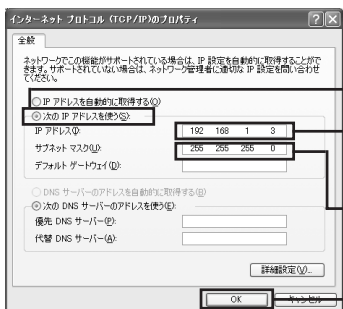 インターネット プロトコル (TCP/IP)のプロパティ
全般
ネットワークでこの機能がサポートされている場合は、IP 設定を自動的に取得することがで
きます。サポートされていない場合は、ネットワーク管理者に適切な IP 設定を問い合わせ
てください。
IP アドレスを自動的に取得する(O)
次の IP アドレスを使う(S):
IP アドレス(I): 192 168 1 3
サブネット マスク(U): 255 255 255 0
デフォルト ゲートウェイ(D):
DNS サーバーのアドレスを自動的に取得する(B)
次の DNS サーバーのアドレスを使う(E):
優先 DNS サーバー(P):
代替 DNS サーバー(A):
詳細設定(V)...
OK キャンセル